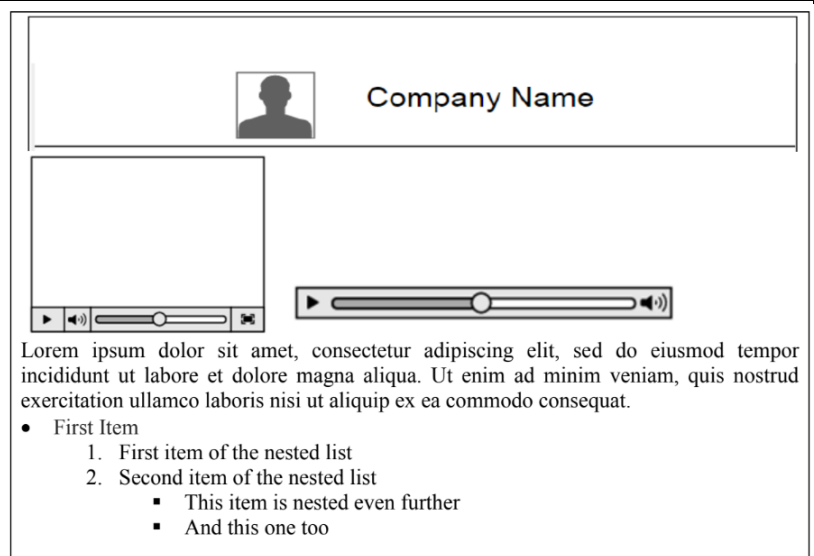 Company Name
Lorem ipsum dolor sit amet, consectetur adipiscing elit, sed do eiusmod tempor
incididunt ut labore et dolore magna aliqua. Ut enim ad minim veniam, quis nostrud
exercitation ullamco laboris nisi ut aliquip ex ea commodo consequat.
• First Item
1. First item of the nested list
2. Second item of the nested list
▪ This item is nested even further
▪ And this one too